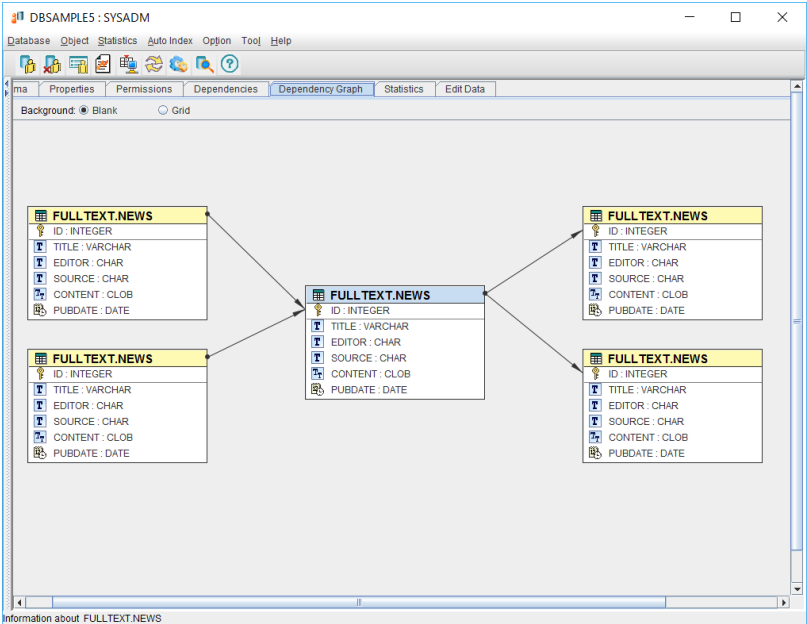 DBSAMPLE5 : SYSADM
Database Object Statistics Auto Index Option Tool Help
ma Properties Permissions Dependencies Dependency Graph Statistics Edit Data
Background: Blank Grid
FULLTEXT.NEWS
ID : INTEGER
TITLE : VARCHAR
EDITOR : CHAR
SOURCE : CHAR
CONTENT : CLOB
PUBDATE : DATE
FULLTEXT.NEWS
ID : INTEGER
TITLE : VARCHAR
EDITOR : CHAR
SOURCE : CHAR
CONTENT : CLOB
PUBDATE : DATE
FULLTEXT.NEWS
ID : INTEGER
TITLE : VARCHAR
EDITOR : CHAR
SOURCE : CHAR
CONTENT : CLOB
PUBDATE : DATE
FULLTEXT.NEWS
ID : INTEGER
TITLE : VARCHAR
EDITOR : CHAR
SOURCE : CHAR
CONTENT : CLOB
PUBDATE : DATE
FULLTEXT.NEWS
ID : INTEGER
TITLE : VARCHAR
EDITOR : CHAR
SOURCE : CHAR
CONTENT : CLOB
PUBDATE : DATE
Information about FULLTEXT.NEWS